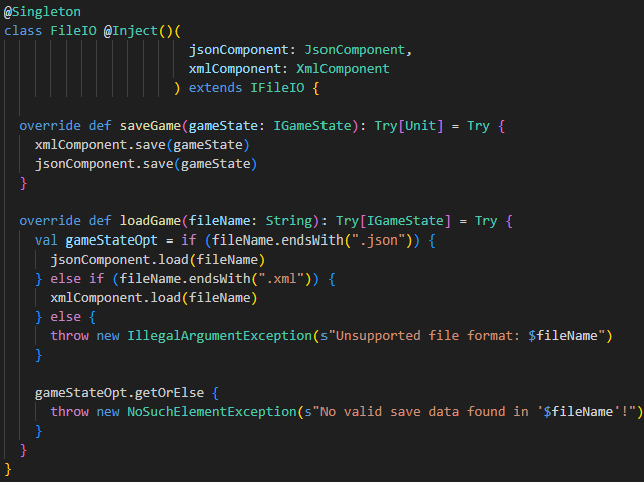 @Singleton
class FileIO @Inject()(
                        jsonComponent: JsonComponent,
                        xmlComponent: XmlComponent
                      ) extends IFileIO {

  override def saveGame(gameState: IGameState): Try[Unit] = Try {
    xmlComponent.save(gameState)
    jsonComponent.save(gameState)
  }

  override def loadGame(fileName: String): Try[IGameState] = Try {
    val gameStateOpt = if (fileName.endsWith(".json")) {
      jsonComponent.load(fileName)
    } else if (fileName.endsWith(".xml")) {
      xmlComponent.load(fileName)
    } else {
      throw new IllegalArgumentException(s"Unsupported file format: $fileName")
    }

    gameStateOpt.getOrElse {
      throw new NoSuchElementException(s"No valid save data found in '$fileName'!")
    }
  }
}